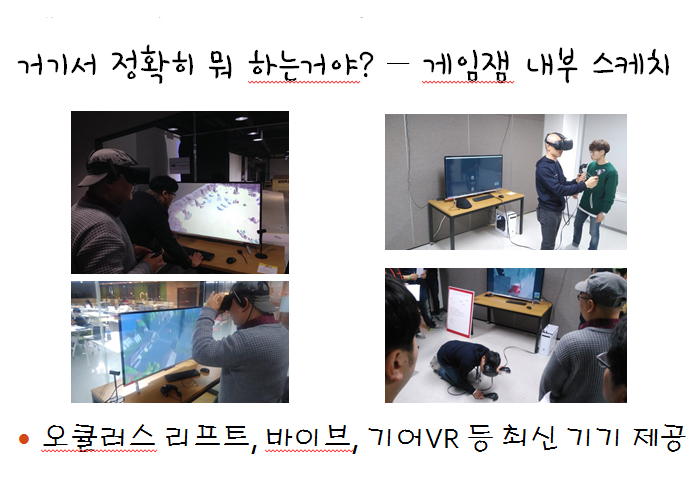 거기서 정확히 뭐 하는거야? – 게임잼 내부 스케치
• 오큘러스 리프트, 바이브, 기어VR 등 최신 기기 제공